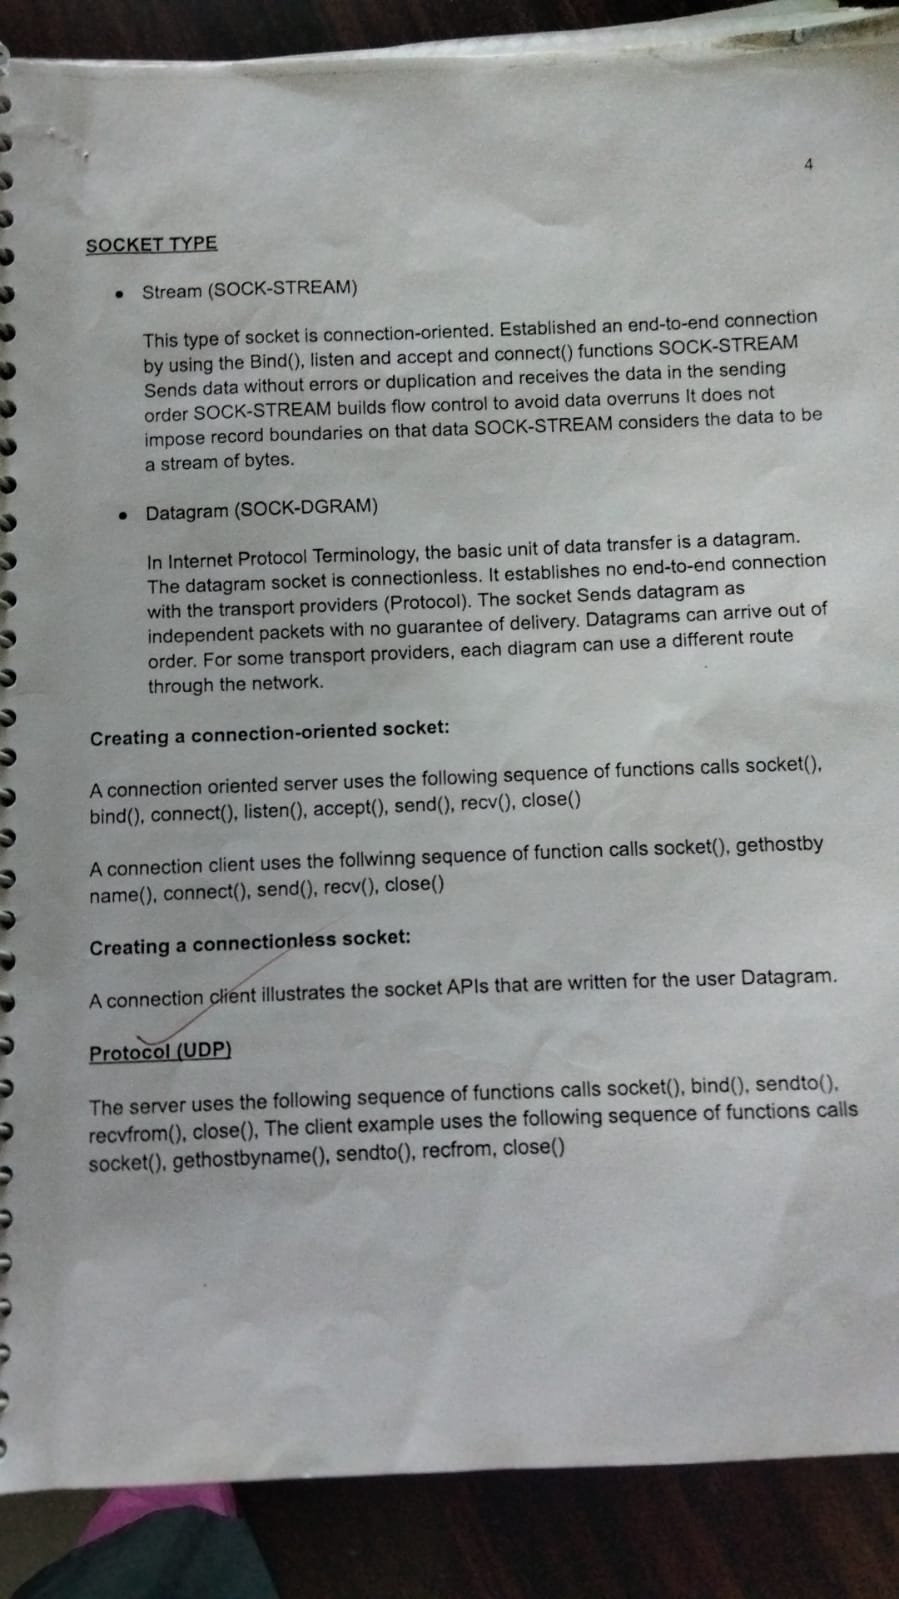 4
SOCKET TYPE
• Stream (SOCK-STREAM)
This type of socket is connection-oriented. Established an end-to-end connection
by using the Bind(), listen and accept and connect() functions SOCK-STREAM
Sends data without errors or duplication and receives the data in the sending
order SOCK-STREAM builds flow control to avoid data overruns It does not
impose record boundaries on that data SOCK-STREAM considers the data to be
a stream of bytes.
• Datagram (SOCK-DGRAM)
In Internet Protocol Terminology, the basic unit of data transfer is a datagram.
The datagram socket is connectionless. It establishes no end-to-end connection
with the transport providers (Protocol). The socket Sends datagram as
independent packets with no guarantee of delivery. Datagrams can arrive out of
order. For some transport providers, each diagram can use a different route
through the network.
Creating a connection-oriented socket:
A connection oriented server uses the following sequence of functions calls socket(),
bind(), connect(), listen(), accept(), send(), recv(), close()
A connection client uses the follwinng sequence of function calls socket(), gethostby
name(), connect(), send(), recv(), close()
Creating a connectionless socket:
A connection client illustrates the socket APIs that are written for the user Datagram.
Protocol (UDP)
The server uses the following sequence of functions calls socket(), bind(), sendto(),
recvfrom(), close(), The client example uses the following sequence of functions calls
socket(), gethostbyname(), sendto(), recfrom, close()